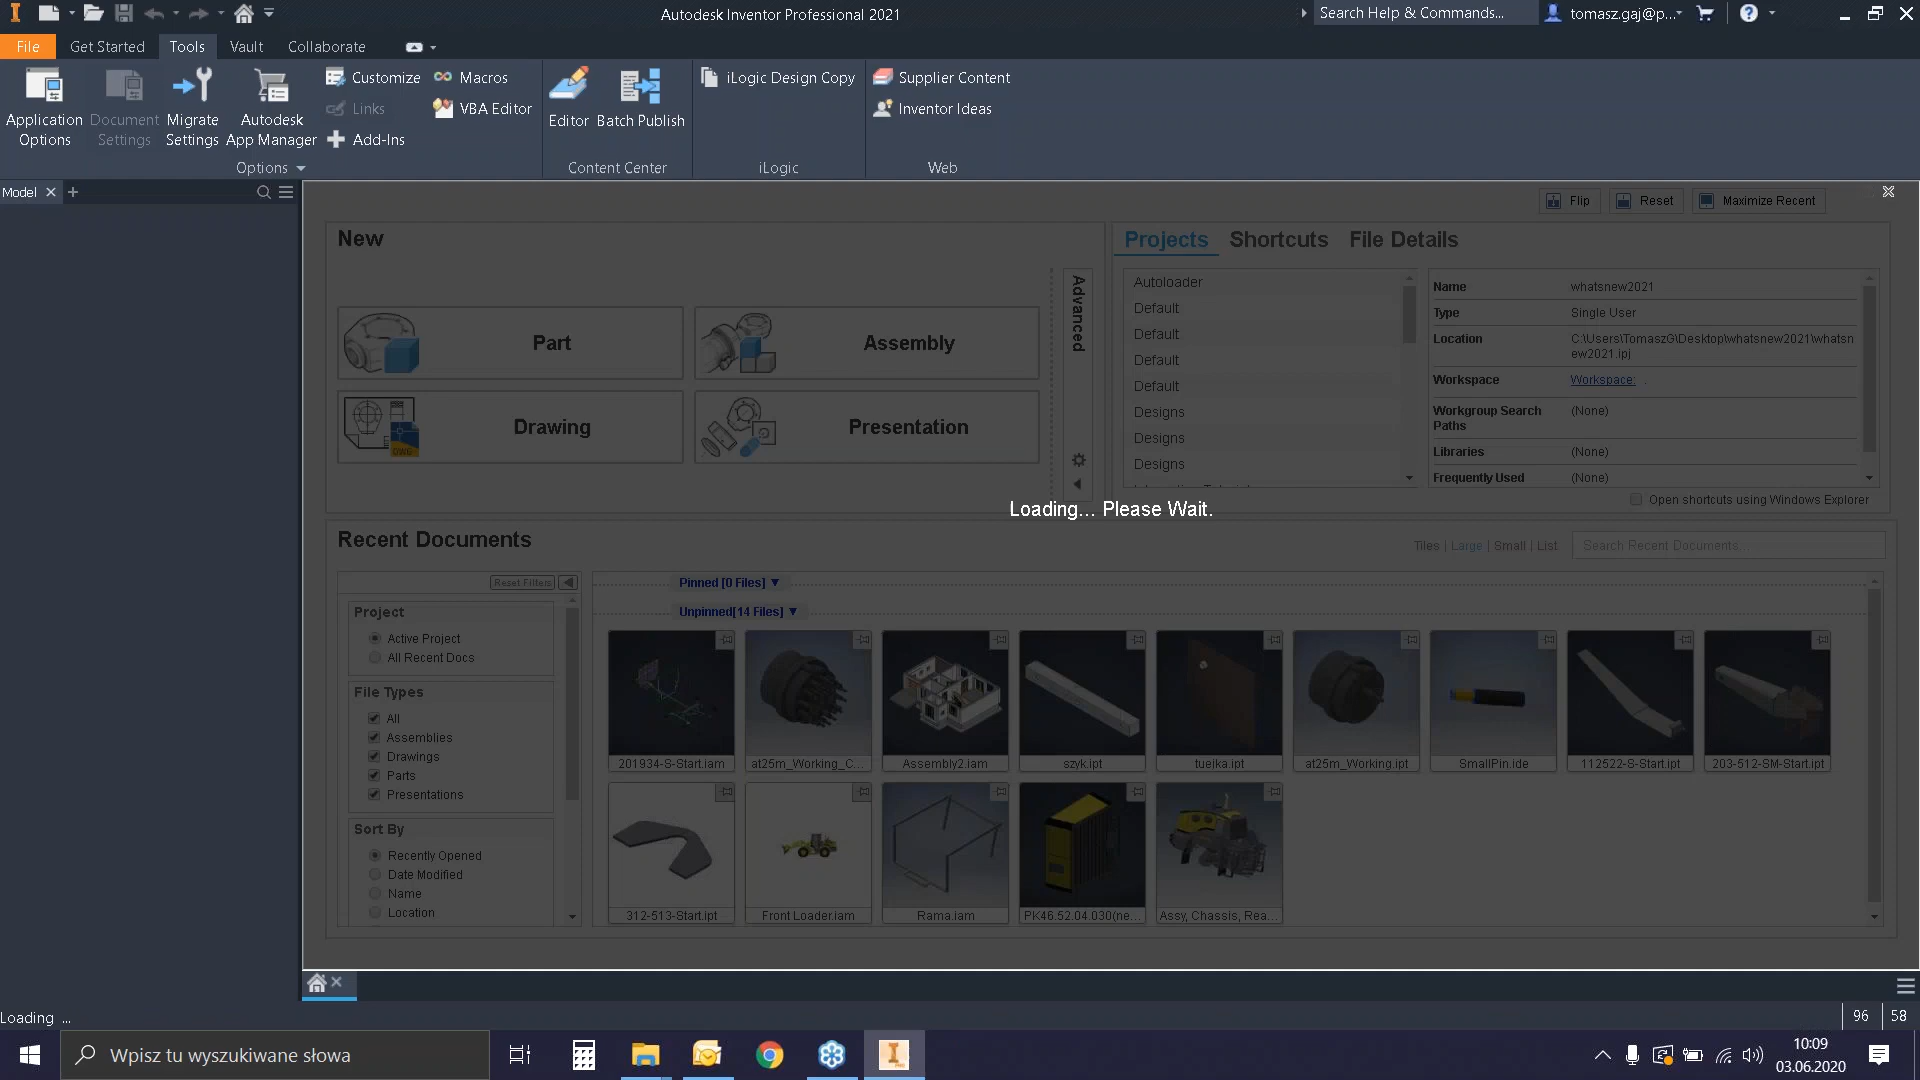 Autodesk Inventor Professional 2021
Search Help & Commands...
tomasz.gaj@p...
File
Get Started
Tools
Vault
Collaborate
Application Options
Document Settings
Migrate Settings
Autodesk App Manager
Customize
Links
Add-Ins
Macros
VBA Editor
Options
Editor
Batch Publish
Content Center
iLogic Design Copy
iLogic
Supplier Content
Inventor Ideas
Web
Model
Flip
Reset
Maximize Recent
New
Part
Assembly
Drawing
Presentation
Advanced
Projects
Shortcuts
File Details
Autoloader
Default
Default
Default
Default
Designs
Designs
Designs
Name whatsnew2021
Type Single User
Location C:\Users\TomaszG\Desktop\whatsnew2021\whatsn
ew2021.ipj
Workspace Workspace: .
Workgroup Search (None)
Paths
Libraries (None)
Frequently Used (None)
Open shortcuts using Windows Explorer
Loading... Please Wait.
Recent Documents
Tiles | Large | Small | List
Search Recent Documents...
Reset Filters
Project
Active Project
All Recent Docs
File Types
All
Assemblies
Drawings
Parts
Presentations
Sort By
Recently Opened
Date Modified
Name
Location
Pinned [0 Files]
Unpinned[14 Files]
201934-S-Start.iam
at25m_Working_C...
Assembly2.iam
szyk.ipt
tuejka.ipt
at25m_Working.ipt
SmallPin.ide
112522-S-Start.ipt
203-512-SM-Start.ipt
312-513-Start.ipt
Front Loader.iam
Rama.iam
PK46.52.04.030(ne...
Assy, Chassis, Rea...
Loading ...
96
58
Wpisz tu wyszukiwane słowa
10:09
03.06.2020